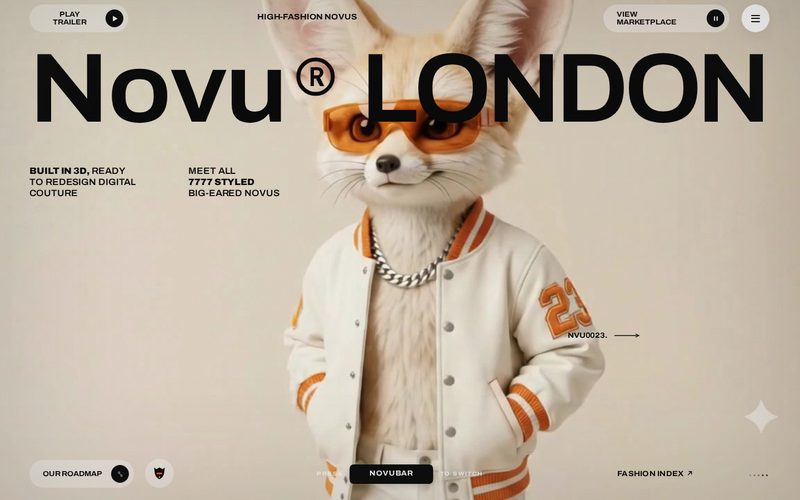 PLAY
TRAILER
HIGH-FASHION NOVUS
VIEW
MARKETPLACE
Novu® LONDON
BUILT IN 3D, READY
TO REDESIGN DIGITAL
COUTURE
MEET ALL
7777 STYLED
BIG-EARED NOVUS
23
NVU0023.
OUR ROADMAP
PRESS NOVUBAR TO SWITCH
FASHION INDEX